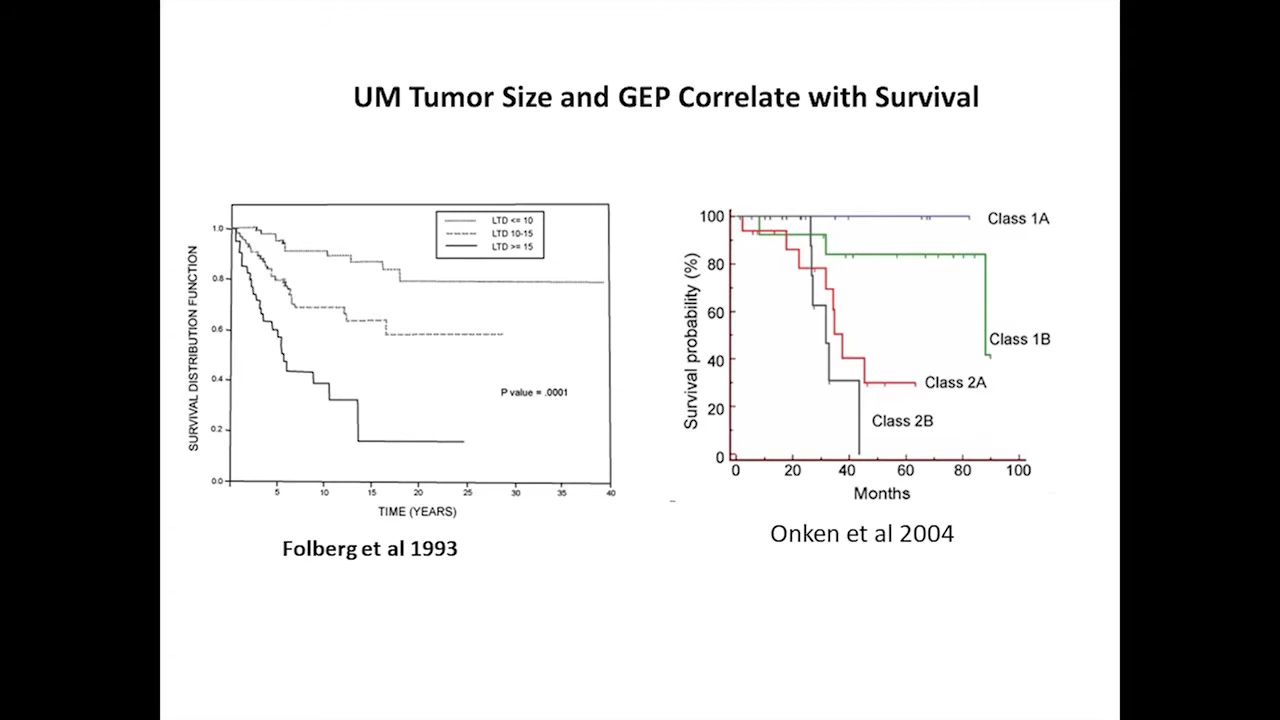 UM Tumor Size and GEP Correlate with Survival
SURVIVAL DISTRIBUTION FUNCTION
1.0
0.8
0.6
0.4
0.2
0.0
LTD <= 10
LTD 10-15
LTD >= 15
P value = .0001
5 10 15 20 25 30 35 40
TIME (YEARS)
Folberg et al 1993
Survival probability (%)
100
80
60
40
20
0
Class 1A
Class 1B
Class 2A
Class 2B
0 20 40 60 80 100
Months
Onken et al 2004